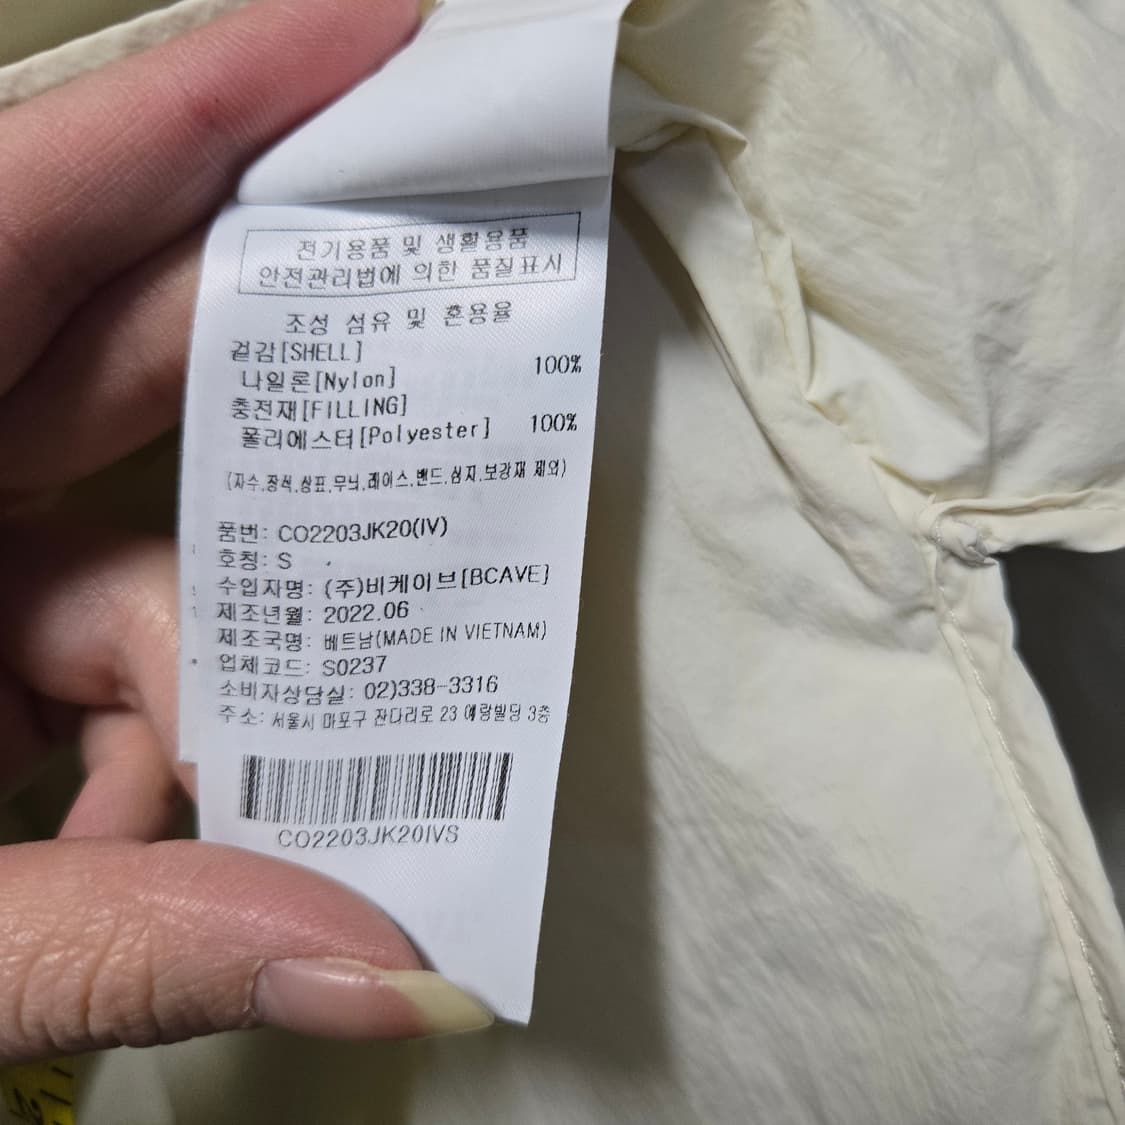 전기용품 및 생활용품
안전관리법에 의한 품질표시
조성 섬유 및 혼용율
겉감[SHELL]
나일론[Nylon] 100%
충전재[FILLING]
폴리에스터[Polyester] 100%
(자수,장식,상표,무늬,레이스,밴드,심지,보강재 제외)
품번: CO2203JK20(IV)
호칭: S
수입자명: (주)비케이브[BCAVE]
제조년월: 2022.06
제조국명: 베트남(MADE IN VIETNAM)
업체코드: S0237
소비자상담실: 02)338-3316
주소: 서울시 마포구 잔다리로 23 예랑빌딩 3층
CO2203JK20IVS